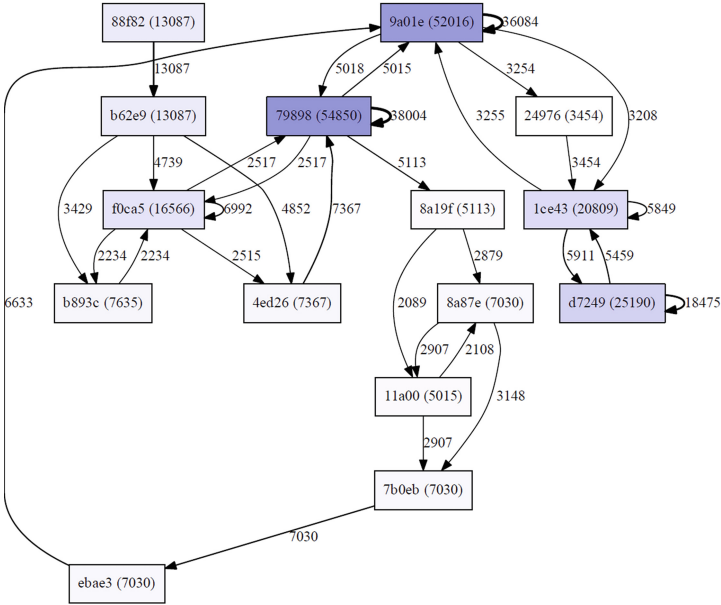 88f82 (13087)
9a01e (52016)
36084
13087
5018
5015
3254
b62e9 (13087)
79898 (54850)
38004
24976 (3454)
3255
3208
4739
2517
2517
5113
3454
3429
f0ca5 (16566)
6992
4852
7367
8a19f (5113)
1ce43 (20809)
5849
2234
2234
2515
2879
5911
5459
6633
b893c (7635)
4ed26 (7367)
2089
8a87e (7030)
d7249 (25190)
18475
2907
2108
11a00 (5015)
3148
2907
7b0eb (7030)
7030
ebae3 (7030)